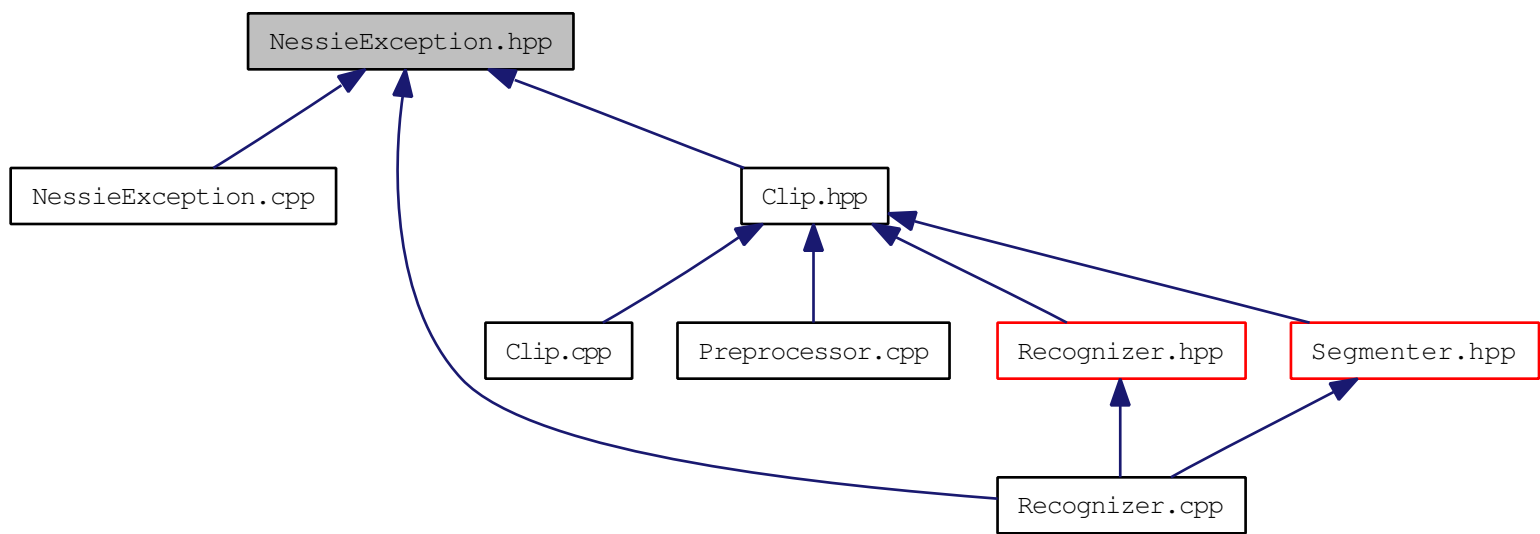 NessieException.hpp
NessieException.cpp
Clip.hpp
Clip.cpp
Preprocessor.cpp
Recognizer.hpp
Segmenter.hpp
Recognizer.cpp